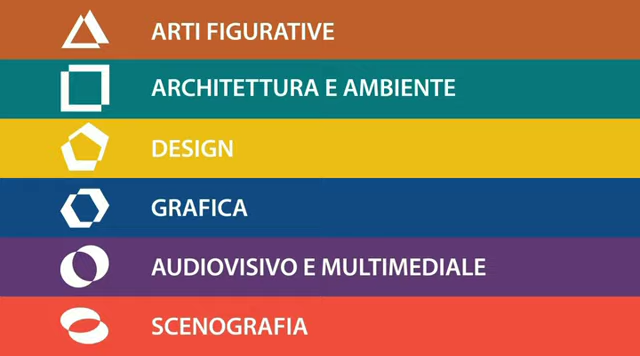 ARTI FIGURATIVE
ARCHITETTURA E AMBIENTE
DESIGN
GRAFICA
AUDIOVISIVO E MULTIMEDIALE
SCENOGRAFIA